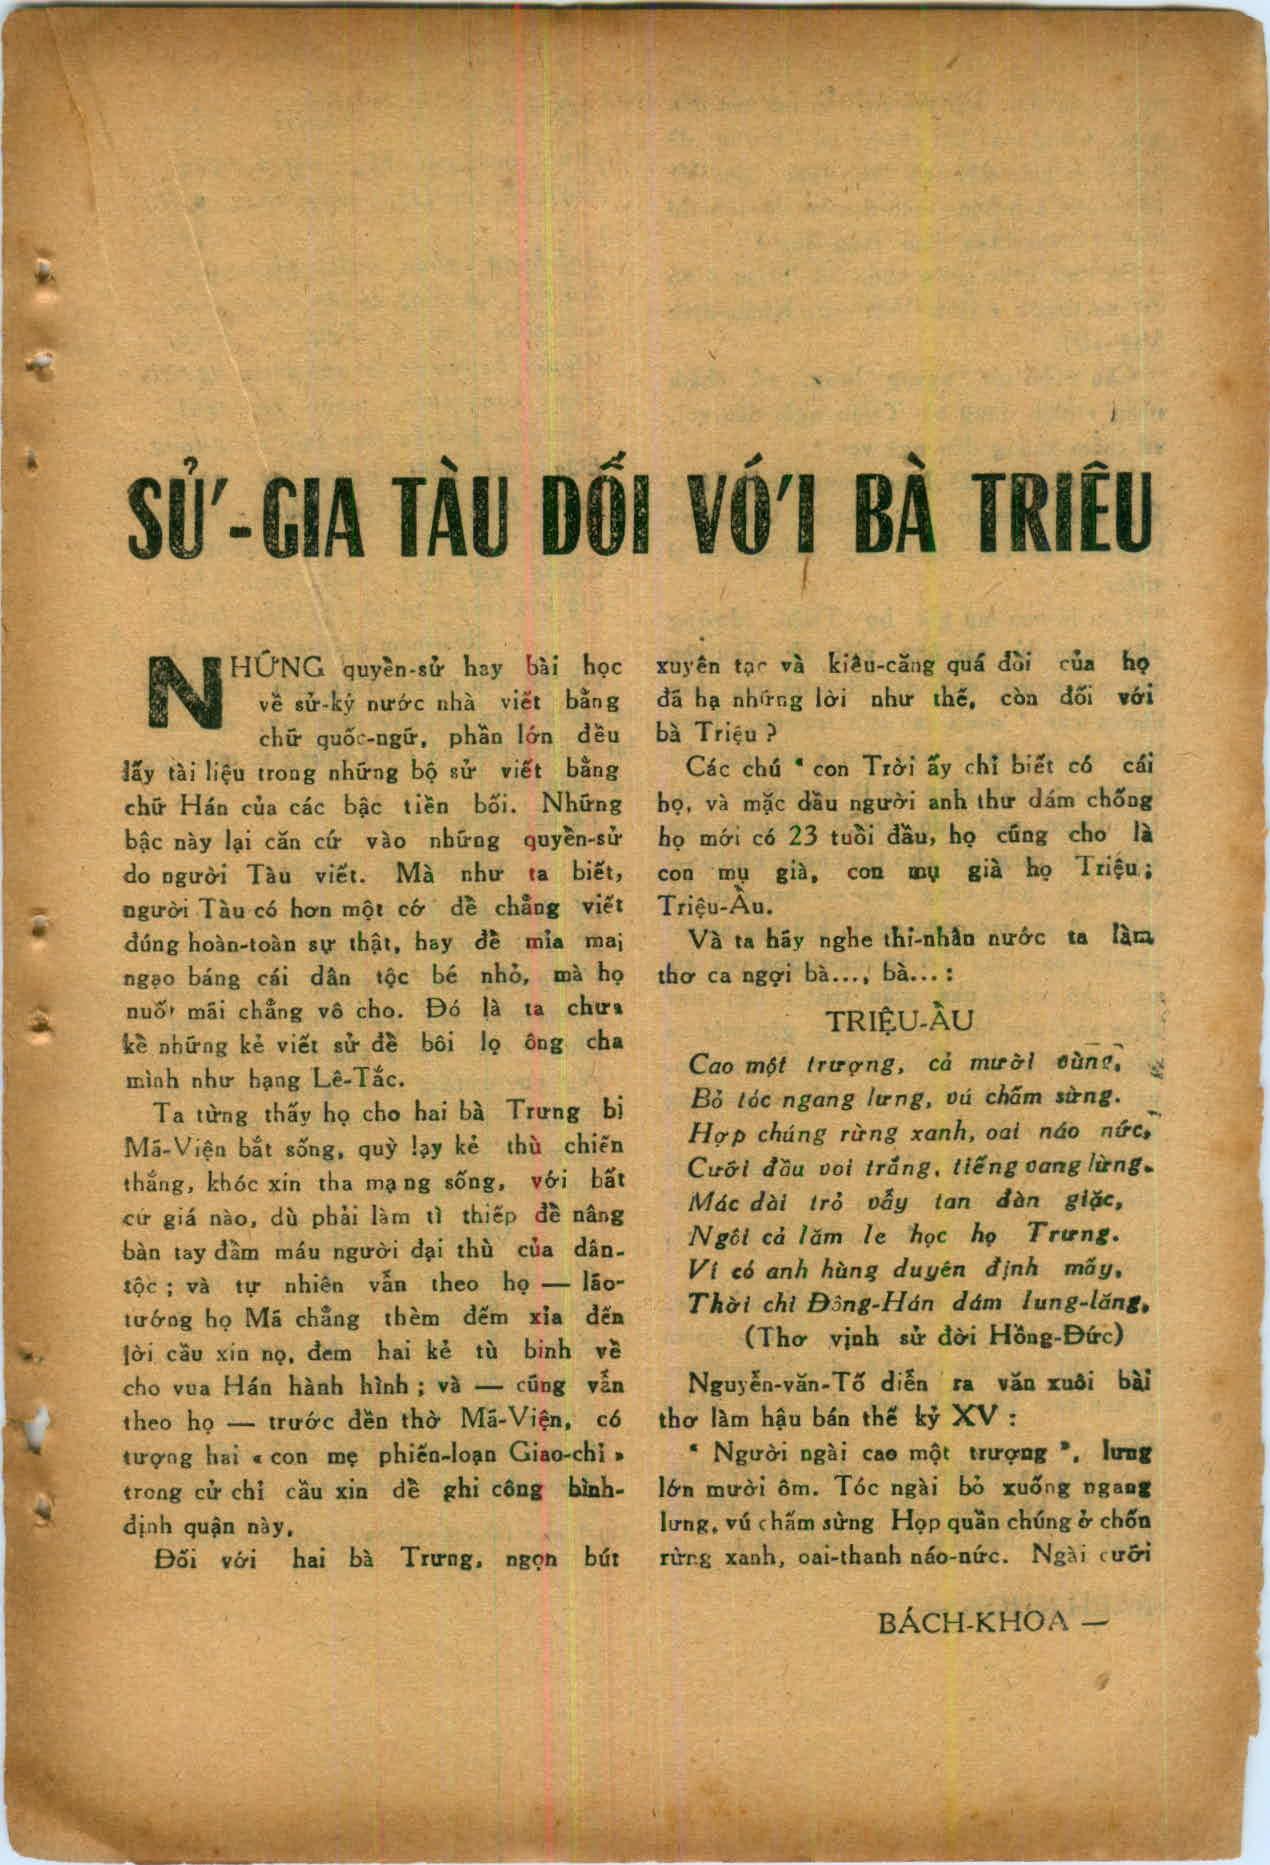 SỬ-GIA TÀU DỐI VỚI BÀ TRIÊU
NHỮNG quyền-sử hay bài học
về sử-ký nước nhà viết bằng
chữ quốc-ngữ, phần lớn đều
lấy tài liệu trong những bộ sử viết bằng
chữ Hán của các bậc tiền bối. Những
bậc này lại căn cứ vào những quyền-sử
do người Tàu viết. Mà như ta biết,
người Tàu có hơn một cớ dề chẳng viết
đúng hoàn-toàn sự thật, hay để mỉa mai
ngạo báng cái dân tộc bé nhỏ, mà họ
nuốt mãi chẳng vô cho. Đó là ta chưa
kề những kẻ viết sử đề bôi lọ ông cha
mình như hạng Lê-Tắc.
Ta từng thấy họ cho hai bà Trưng bị
Mã-Viện bắt sống, quỳ lạy kẻ thù chiến
thắng, khóc xin tha mạng sống, với bất
cứ giá nào, dù phải làm tì thiếp đề nâng
bàn tay đầm máu người đại thù của dân-
tộc ; và tự nhiên vẫn theo họ — lão-
tướng họ Mã chẳng thèm đếm xỉa đến
lời cầu xin nọ, đem hai kẻ tù binh về
cho vua Hán hành hình ; và — cũng vẫn
theo họ — trước đền thờ Mã-Viện, có
tượng hai « con mẹ phiến-loạn Giao-chỉ »
trong cử chỉ cầu xin dề ghi công bình-
định quận này.
Đối với hai bà Trưng, ngọn bút
xuyên tạc và kiêu-căng quá đỗi của họ
đã hạ những lời như thế, còn đối với
bà Triệu ?
Các chú " con Trời ấy chỉ biết có cái
họ, và mặc dầu người anh thư dám chống
họ mới có 23 tuồi đầu, họ cũng cho là
con mụ già, con mụ già họ Triệu ;
Triệu-Ầu.
Và ta hãy nghe thi-nhân nước ta làm
thơ ca ngợi bà..., bà... :
TRIỆU-ẦU
Cao một trượng, cả mười vùng,
Bỏ tóc ngang lưng, vú chấm sừng.
Hợp chúng rừng xanh, oai náo nức,
Cưỡi đầu voi trắng, tiếng vang lừng.
Mác dài trỏ vẫy tan đàn giặc,
Ngôi cả lăm le học họ Trưng.
Ví có anh hùng duyên định mấy,
Thời chi Đông-Hán dám lung-lăng.
(Thơ vịnh sử đời Hồng-Đức)
Nguyễn-văn-Tố diễn ra văn xuôi bài
thơ làm hậu bán thế kỷ XV :
" Người ngài cao một trượng ", lưng
lớn mười ôm. Tóc ngài bỏ xuống ngang
lưng, vú chấm sừng Họp quần chúng ở chốn
rừng xanh, oai-thanh náo-nức. Ngài cưỡi
BÁCH-KHOA —